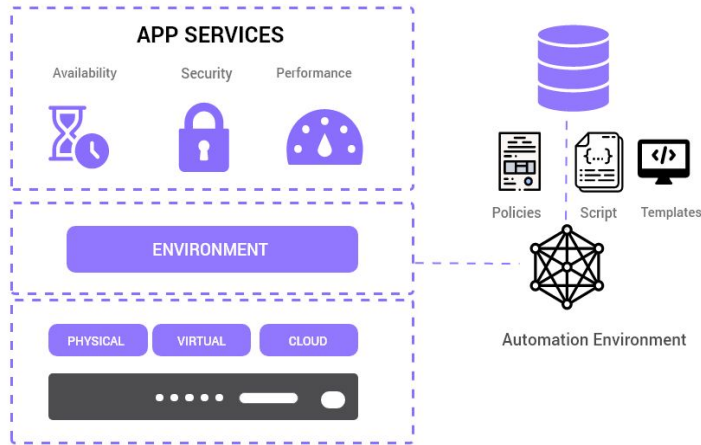 APP SERVICES
Availability
Security
Performance
ENVIRONMENT
PHYSICAL
VIRTUAL
CLOUD
{...}
</>
Policies
Script
Templates
Automation Environment